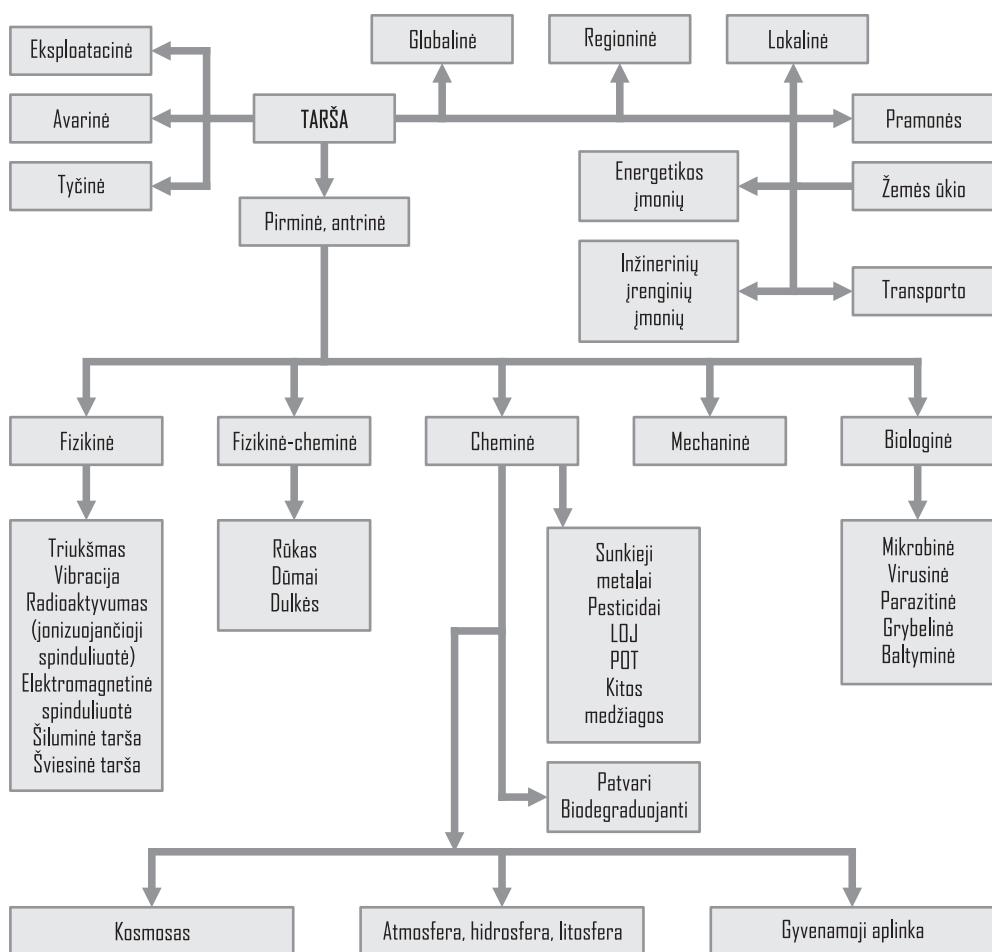 Eksploatacinė
Avarinė
Tyčinė
TARŠA
Globalinė
Regioninė
Lokalinė
Pramonės
Energetikos
įmonių
Žemės ūkio
Inžinerinių
įrenginių
įmonių
Transporto
Pirminė, antrinė
Fizikinė
Fizikinė-cheminė
Cheminė
Mechaninė
Biologinė
Triukšmas
Vibracija
Radioaktyvumas
(jonizuojančioji
spinduliuotė)
Elektromagnetinė
spinduliuotė
Šiluminė tarša
Šviesinė tarša
Rūkas
Dūmai
Dulkės
Sunkieji
metalai
Pesticidai
LOJ
POT
Kitos
medžiagos
Mikrobinė
Virusinė
Parazitinė
Grybelinė
Baltyminė
Patvari
Biodegraduojanti
Kosmosas
Atmosfera, hidrosfera, litosfera
Gyvenamoji aplinka